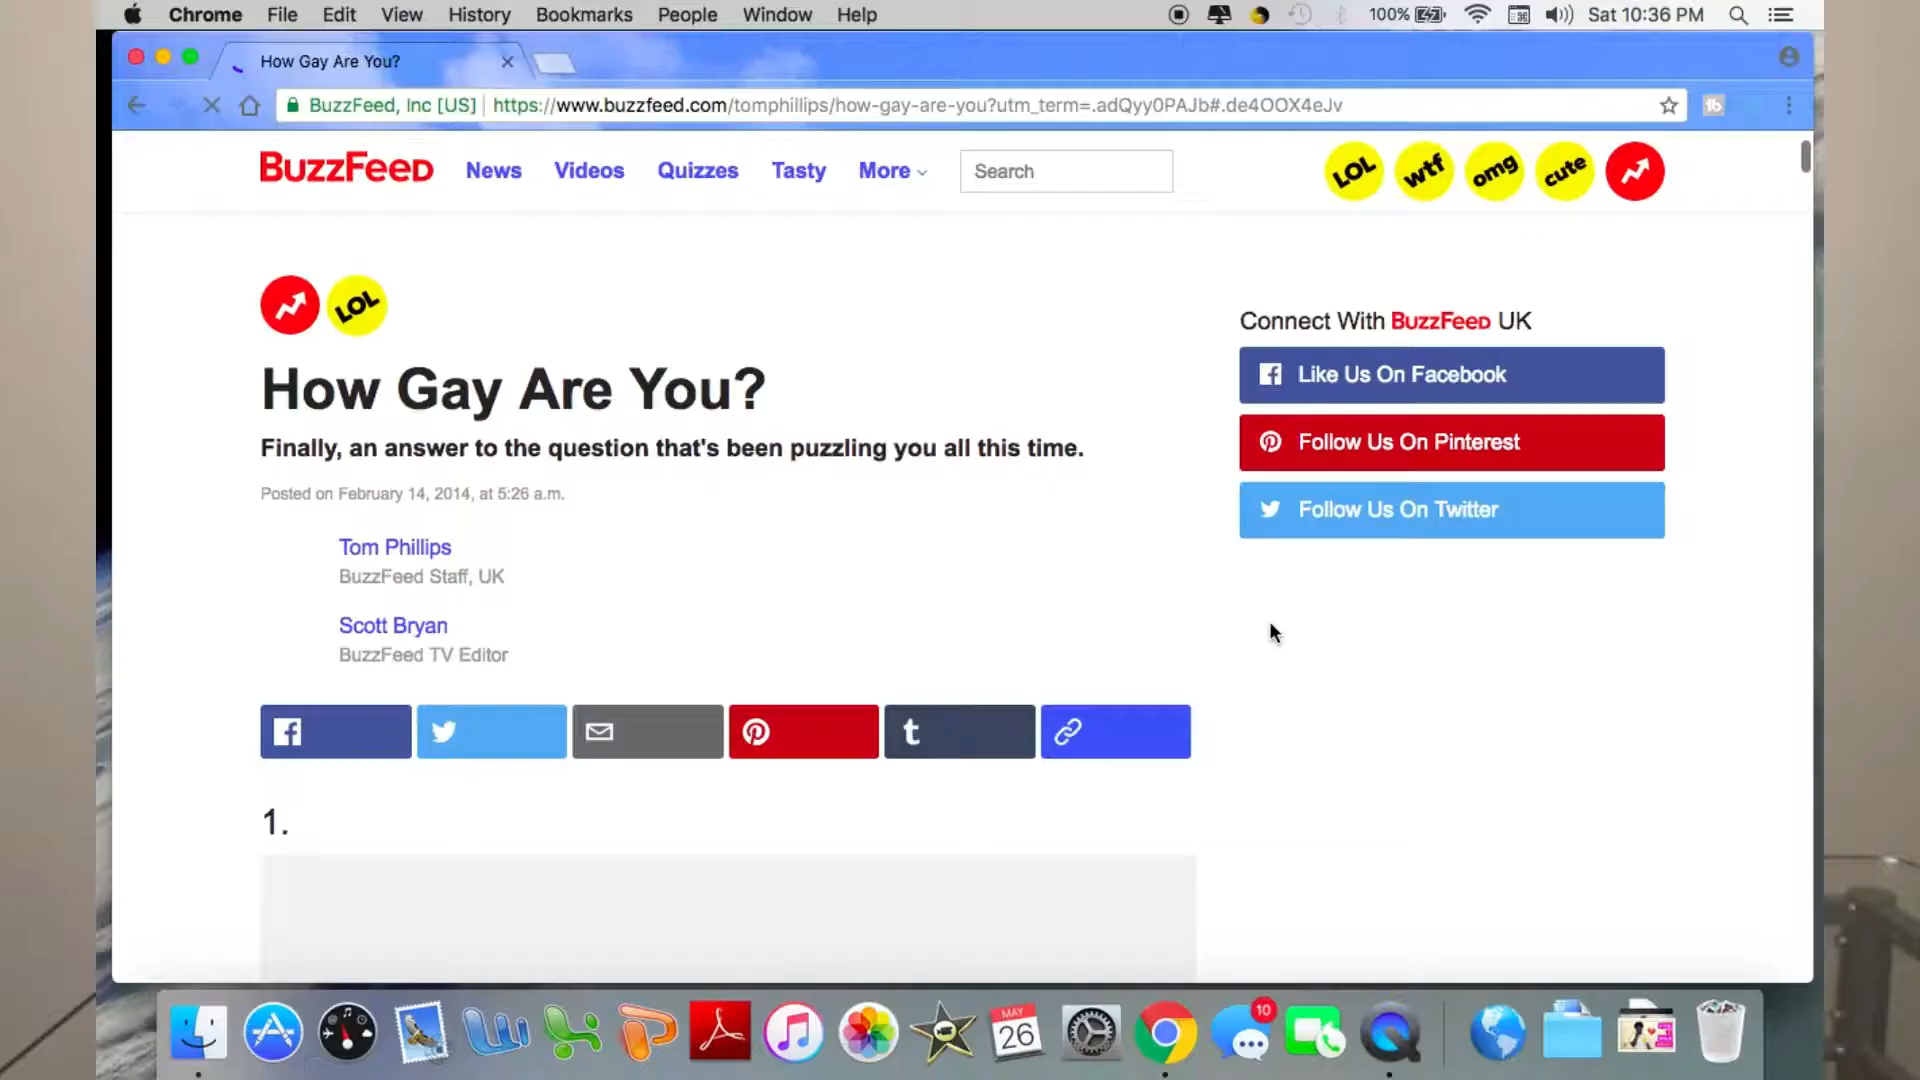 Chrome File Edit View History Bookmarks People Window Help 100% Sat 10:36 PM
How Gay Are You?
BuzzFeed, Inc [US] https://www.buzzfeed.com/tomphillips/how-gay-are-you?utm_term=.adQyy0PAJb#.de4OOX4eJv
BuzzFeed News Videos Quizzes Tasty More Search LOL wtf omg cute
LOL
How Gay Are You?
Finally, an answer to the question that's been puzzling you all this time.
Posted on February 14, 2014, at 5:26 a.m.
Tom Phillips
BuzzFeed Staff, UK
Scott Bryan
BuzzFeed TV Editor
Connect With BuzzFeed UK
Like Us On Facebook
Follow Us On Pinterest
Follow Us On Twitter
1.
MAY
26
10